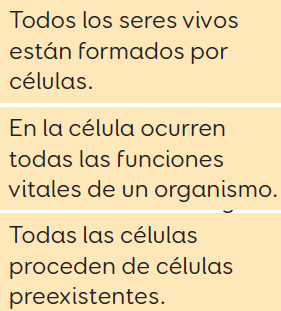 Todos los seres vivos
están formados por
células.
En la célula ocurren
todas las funciones
vitales de un organismo.
Todas las células
proceden de células
preexistentes.